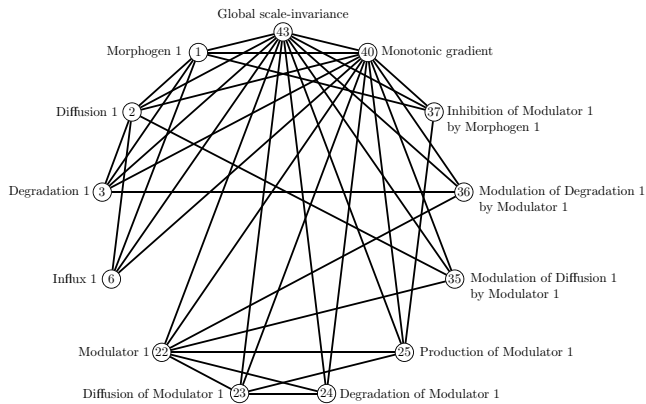 Global scale-invariance
43
Morphogen 1
1
40
Monotonic gradient
Diffusion 1
2
37
Inhibition of Modulator 1
by Morphogen 1
Degradation 1
3
36
Modulation of Degradation 1
by Modulator 1
Influx 1
6
35
Modulation of Diffusion 1
by Modulator 1
Modulator 1
22
25
Production of Modulator 1
Diffusion of Modulator 1
23
24
Degradation of Modulator 1